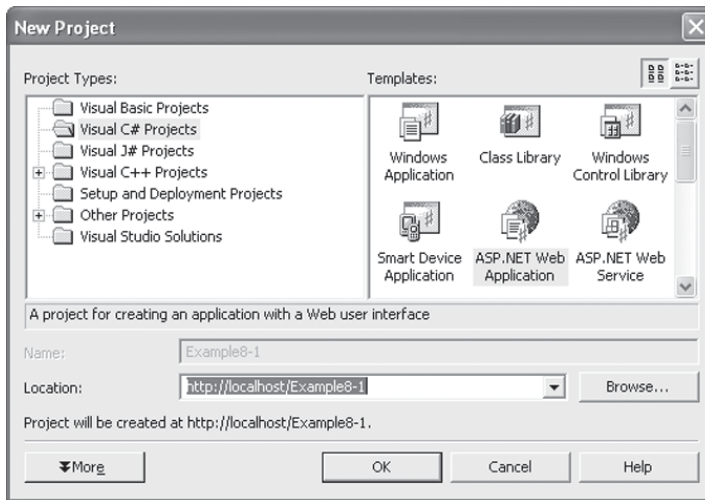 New Project
Project Types:
Templates:
Visual Basic Projects
Visual C# Projects
Visual J# Projects
Visual C++ Projects
Setup and Deployment Projects
Other Projects
Visual Studio Solutions
Windows
Application
Class Library
Windows
Control Library
Smart Device
Application
ASP.NET Web
Application
ASP.NET Web
Service
A project for creating an application with a Web user interface
Name:
Example8-1
Location:
http://localhost/Example8-1
Browse...
Project will be created at http://localhost/Example8-1.
More
OK
Cancel
Help